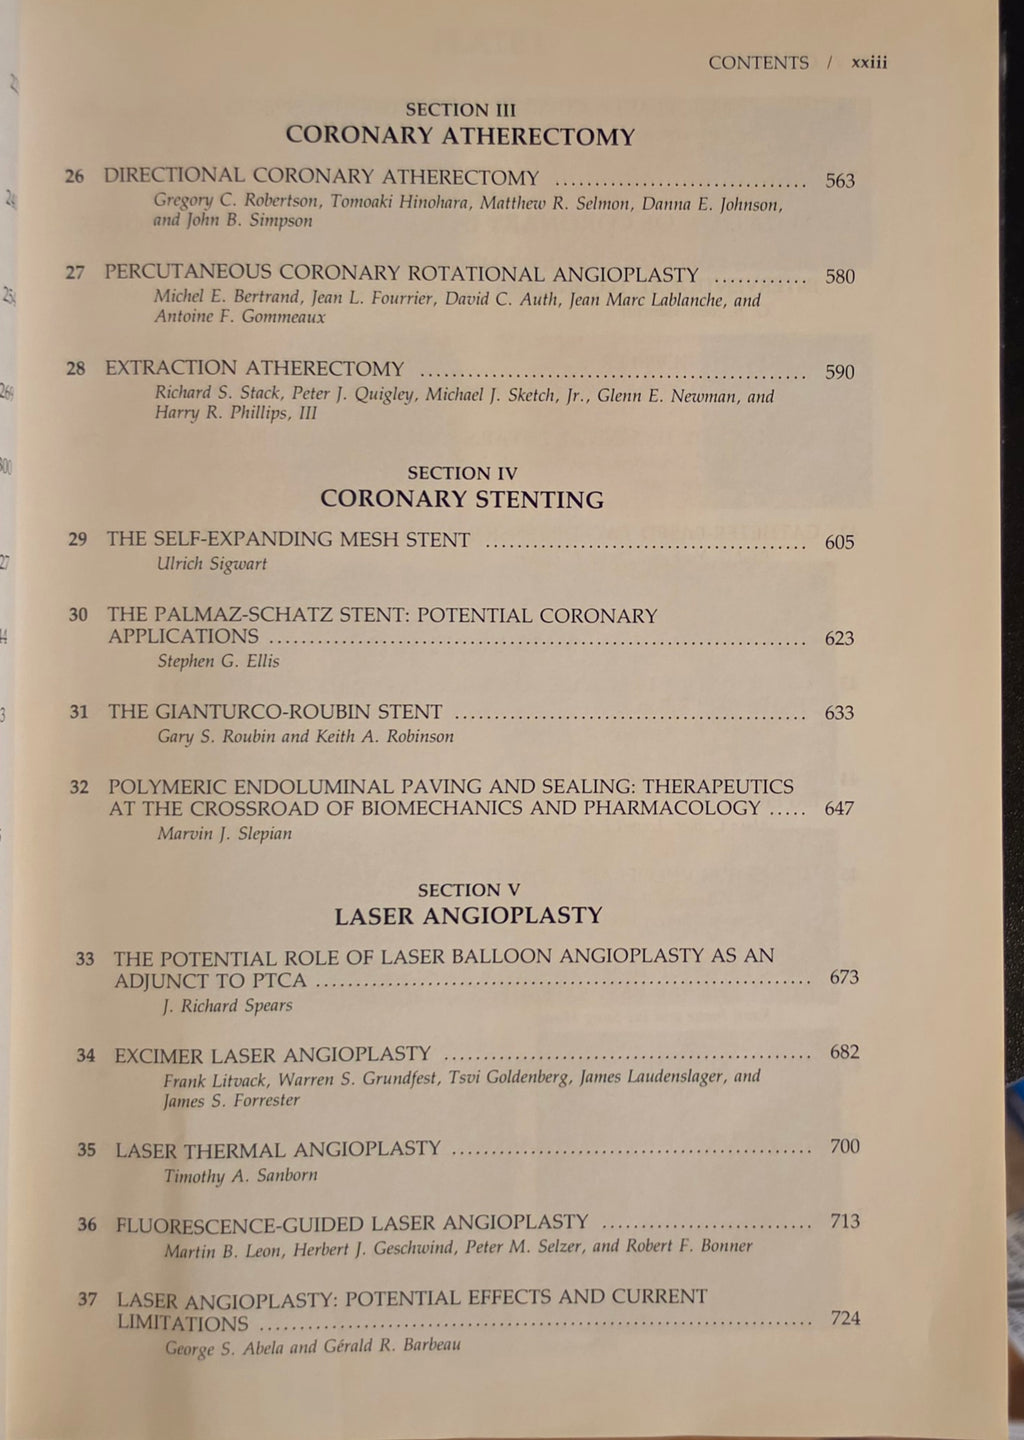 CONTENTS / xxiii
SECTION III
CORONARY ATHERECTOMY
26 DIRECTIONAL CORONARY ATHERECTOMY ................................ 563
Gregory C. Robertson, Tomoaki Hinohara, Matthew R. Selmon, Danna E. Johnson,
and John B. Simpson
27 PERCUTANEOUS CORONARY ROTATIONAL ANGIOPLASTY ............ 580
Michel E. Bertrand, Jean L. Fourrier, David C. Auth, Jean Marc Lablanche, and
Antoine F. Gommeaux
28 EXTRACTION ATHERECTOMY ................................................ 590
Richard S. Stack, Peter J. Quigley, Michael J. Sketch, Jr., Glenn E. Newman, and
Harry R. Phillips, III
SECTION IV
CORONARY STENTING
29 THE SELF-EXPANDING MESH STENT ........................................ 605
Ulrich Sigwart
30 THE PALMAZ-SCHATZ STENT: POTENTIAL CORONARY
APPLICATIONS .................................................................. 623
Stephen G. Ellis
31 THE GIANTURCO-ROUBIN STENT ............................................ 633
Gary S. Roubin and Keith A. Robinson
32 POLYMERIC ENDOLUMINAL PAVING AND SEALING: THERAPEUTICS
AT THE CROSSROAD OF BIOMECHANICS AND PHARMACOLOGY ..... 647
Marvin J. Slepian
SECTION V
LASER ANGIOPLASTY
33 THE POTENTIAL ROLE OF LASER BALLOON ANGIOPLASTY AS AN
ADJUNCT TO PTCA .............................................................. 673
J. Richard Spears
34 EXCIMER LASER ANGIOPLASTY .............................................. 682
Frank Litvack, Warren S. Grundfest, Tsvi Goldenberg, James Laudenslager, and
James S. Forrester
35 LASER THERMAL ANGIOPLASTY ............................................. 700
Timothy A. Sanborn
36 FLUORESCENCE-GUIDED LASER ANGIOPLASTY .......................... 713
Martin B. Leon, Herbert J. Geschwind, Peter M. Selzer, and Robert F. Bonner
37 LASER ANGIOPLASTY: POTENTIAL EFFECTS AND CURRENT
LIMITATIONS ..................................................................... 724
George S. Abela and Gérald R. Barbeau